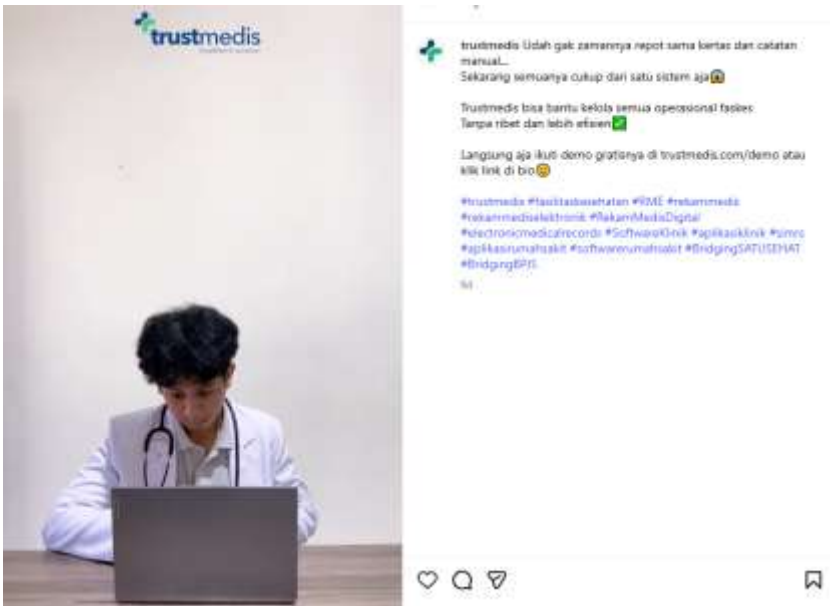 trustmedis
trustmedis Udah gak zamannya repot sama kertas dan catatan
manual...
Sekarang semuanya cukup dari satu sistem aja😱
Trustmedis bisa bantu kelola semua operasional faskes
Tanpa ribet dan lebih efisien✅
Langsung aja ikuti demo gratisnya di trustmedis.com/demo atau
klik link di bio
#trustmedis #fasilitaskesehatan #RME #rekammedis
#rekammediselektronik #RekamMedisDigital
#electronicmedicalrecords #SoftwareKlinik #aplikasiklinik #simrs
#aplikasirumahsakit #softwarerumahsakit #BridgingSATUSEHAT
#BridgingBPJS